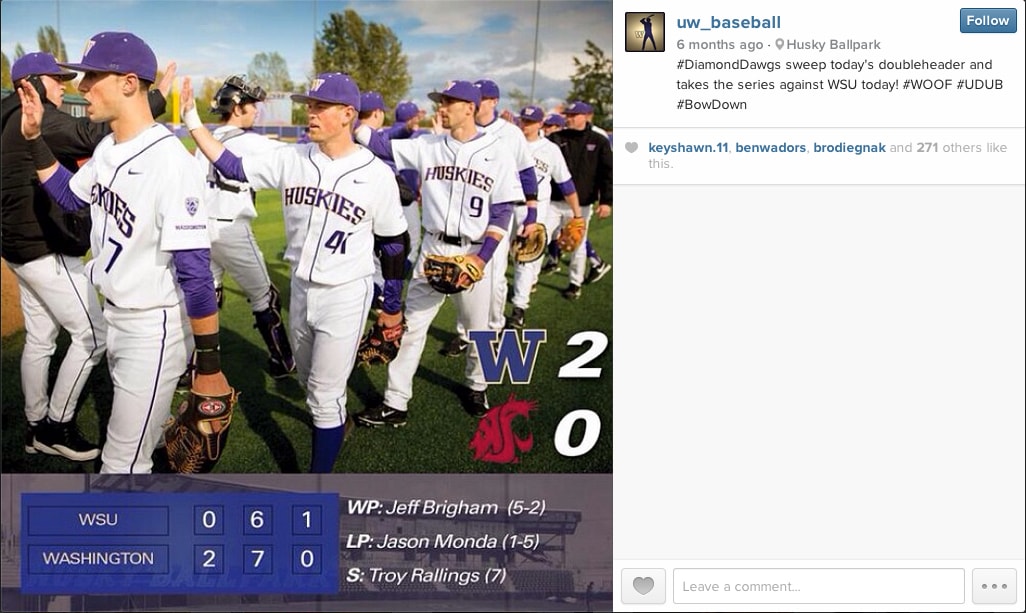 W
HUSKIES
7
WASHINGTON
HUSKIES
41
HUSKIES
9
7
W 2
0
WSU 0 6 1
WASHINGTON 2 7 0
WP: Jeff Brigham (5-2)
LP: Jason Monda (1-5)
S: Troy Rallings (7)
uw_baseball
Follow
6 months ago · Husky Ballpark
#DiamondDawgs sweep today's doubleheader and
takes the series against WSU today! #WOOF #UDUB
#BowDown
keyshawn.11, benwadors, brodiegnak and 271 others like
this.
Leave a comment...